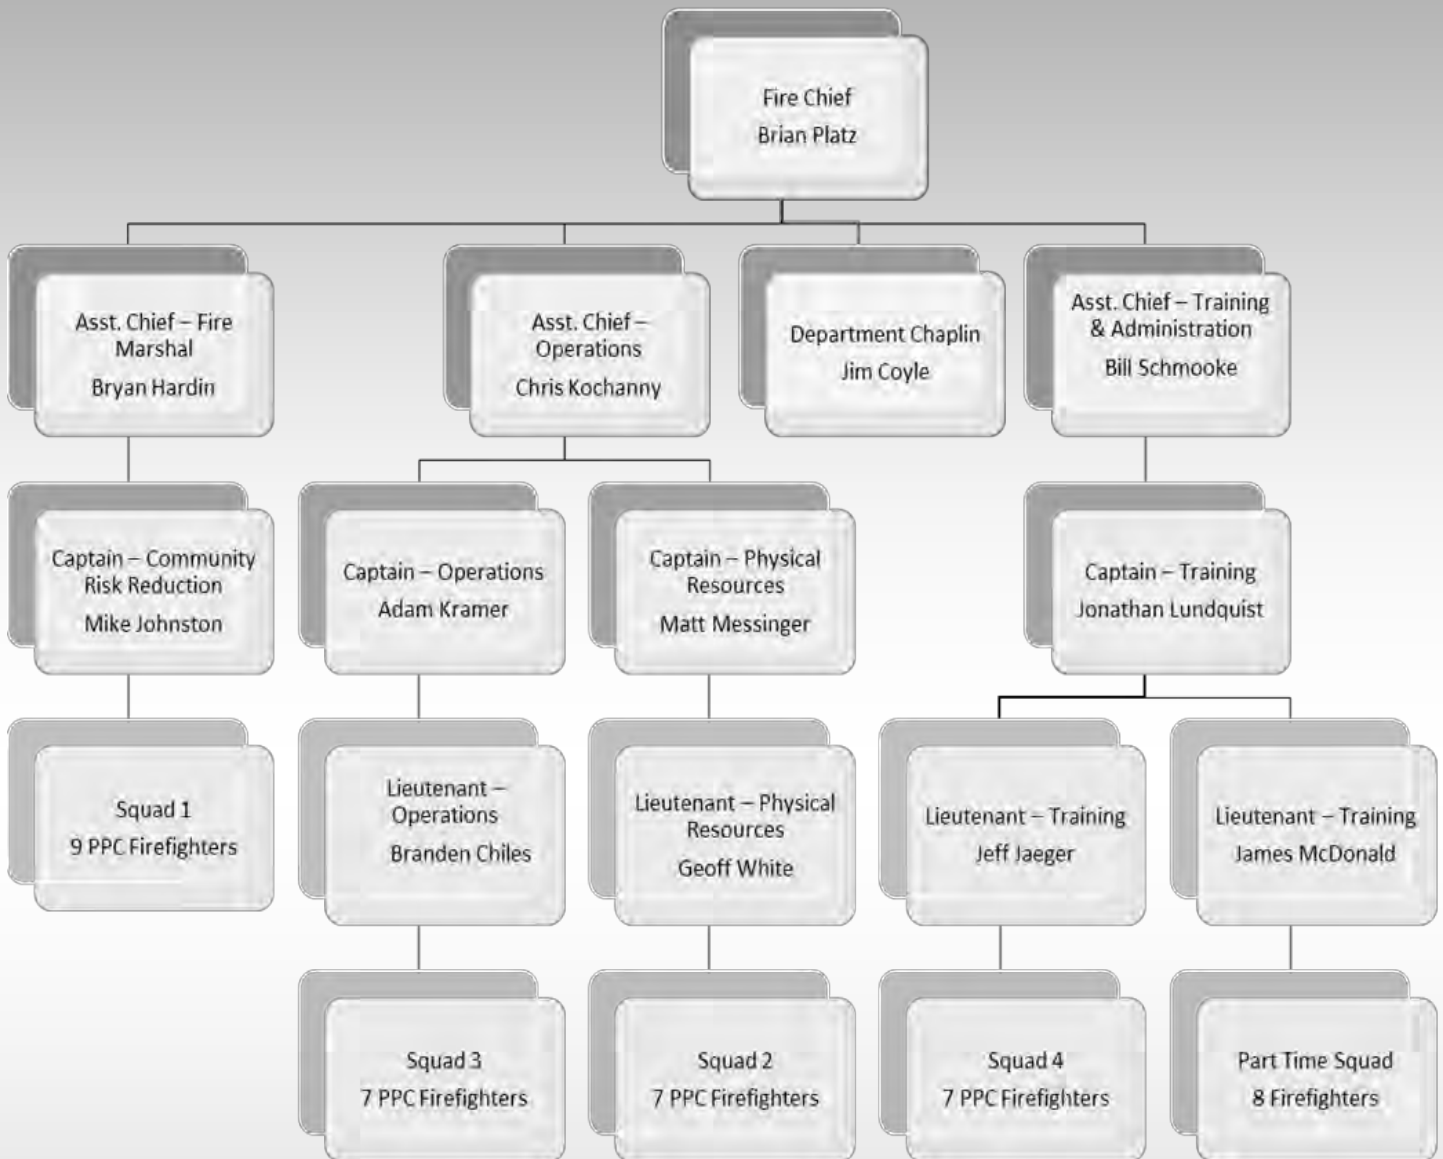 Fire Chief
Brian Platz
Asst. Chief – Fire
Marshal
Bryan Hardin
Asst. Chief –
Operations
Chris Kochanny
Department Chaplin
Jim Coyle
Asst. Chief – Training
& Administration
Bill Schmooke
Captain – Community
Risk Reduction
Mike Johnston
Captain – Operations
Adam Kramer
Captain – Physical
Resources
Matt Messinger
Captain – Training
Jonathan Lundquist
Squad 1
9 PPC Firefighters
Lieutenant –
Operations
Branden Chiles
Lieutenant – Physical
Resources
Geoff White
Lieutenant – Training
Jeff Jaeger
Lieutenant – Training
James McDonald
Squad 3
7 PPC Firefighters
Squad 2
7 PPC Firefighters
Squad 4
7 PPC Firefighters
Part Time Squad
8 Firefighters